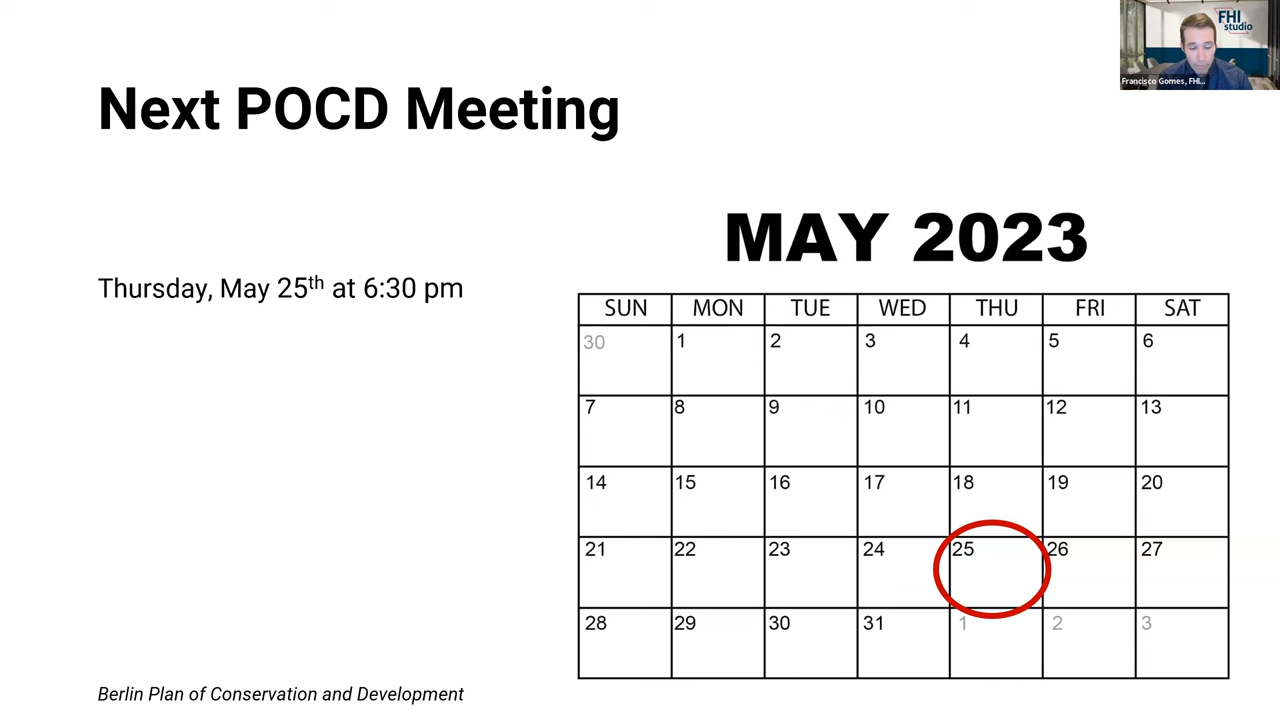 FHI
studio
Francisco Gomes, FHI...
Next POCD Meeting
Thursday, May 25th at 6:30 pm
MAY 2023
SUN MON TUE WED THU FRI SAT
30 1 2 3 4 5 6
7 8 9 10 11 12 13
14 15 16 17 18 19 20
21 22 23 24 25 26 27
28 29 30 31 1 2 3
Berlin Plan of Conservation and Development